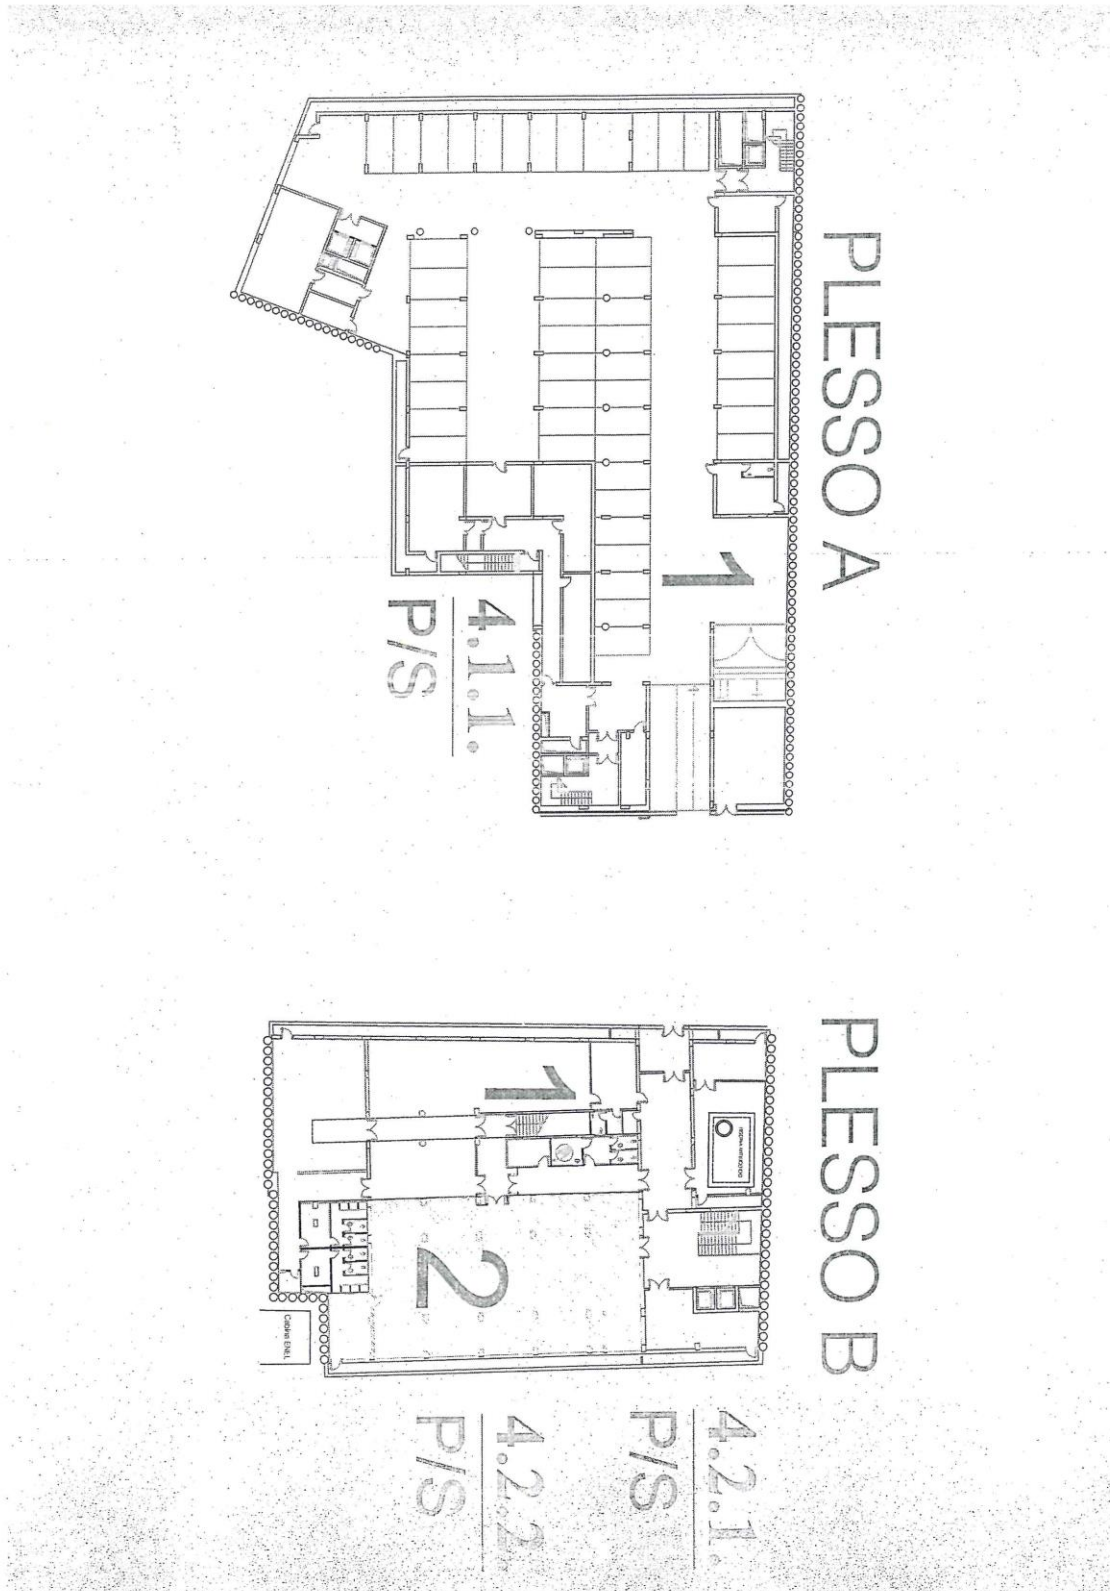 PLESSO A
1
4.1.1.
P/S
PLESSO B
1
2
Cabina ENEL
4.2.1.
P/S
4.2.2.
P/S